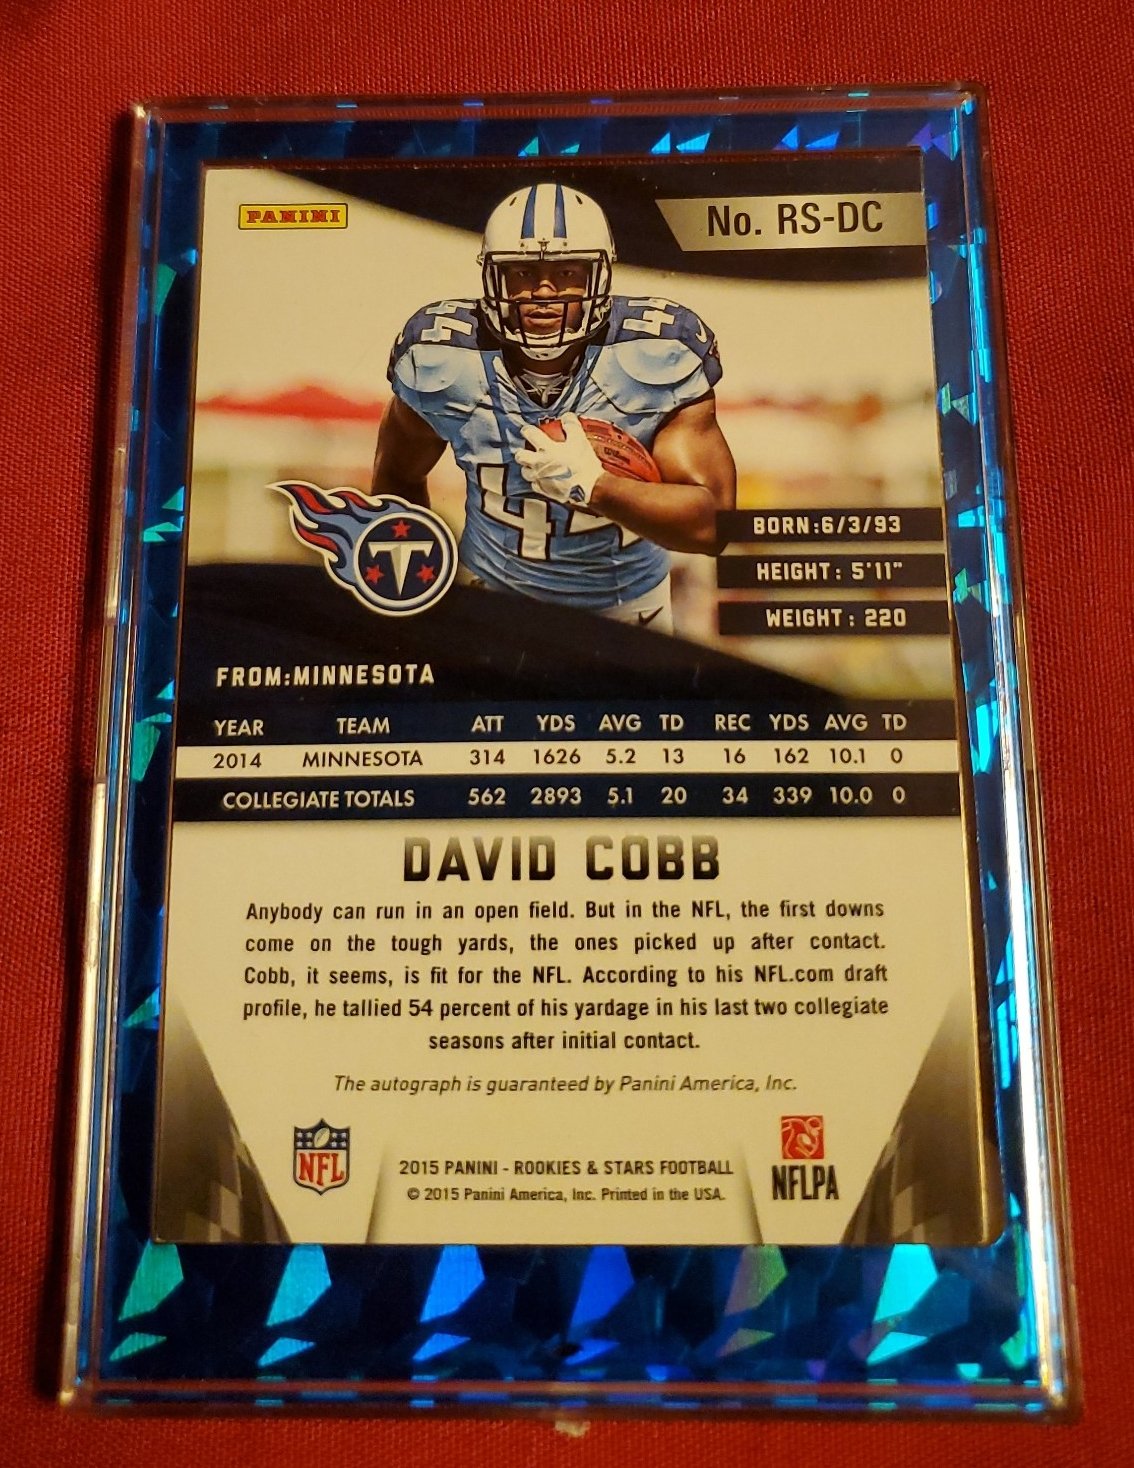 PANINI
No. RS-DC
44
44
44
Wilson
T
BORN:6/3/93
HEIGHT: 5'11"
WEIGHT: 220
FROM:MINNESOTA
YEAR TEAM ATT YDS AVG TD REC YDS AVG TD
2014 MINNESOTA 314 1626 5.2 13 16 162 10.1 0
COLLEGIATE TOTALS 562 2893 5.1 20 34 339 10.0 0
DAVID COBB
Anybody can run in an open field. But in the NFL, the first downs
come on the tough yards, the ones picked up after contact.
Cobb, it seems, is fit for the NFL. According to his NFL.com draft
profile, he tallied 54 percent of his yardage in his last two collegiate
seasons after initial contact.
The autograph is guaranteed by Panini America, Inc.
NFL
2015 PANINI - ROOKIES & STARS FOOTBALL
© 2015 Panini America, Inc. Printed in the USA.
NFLPA